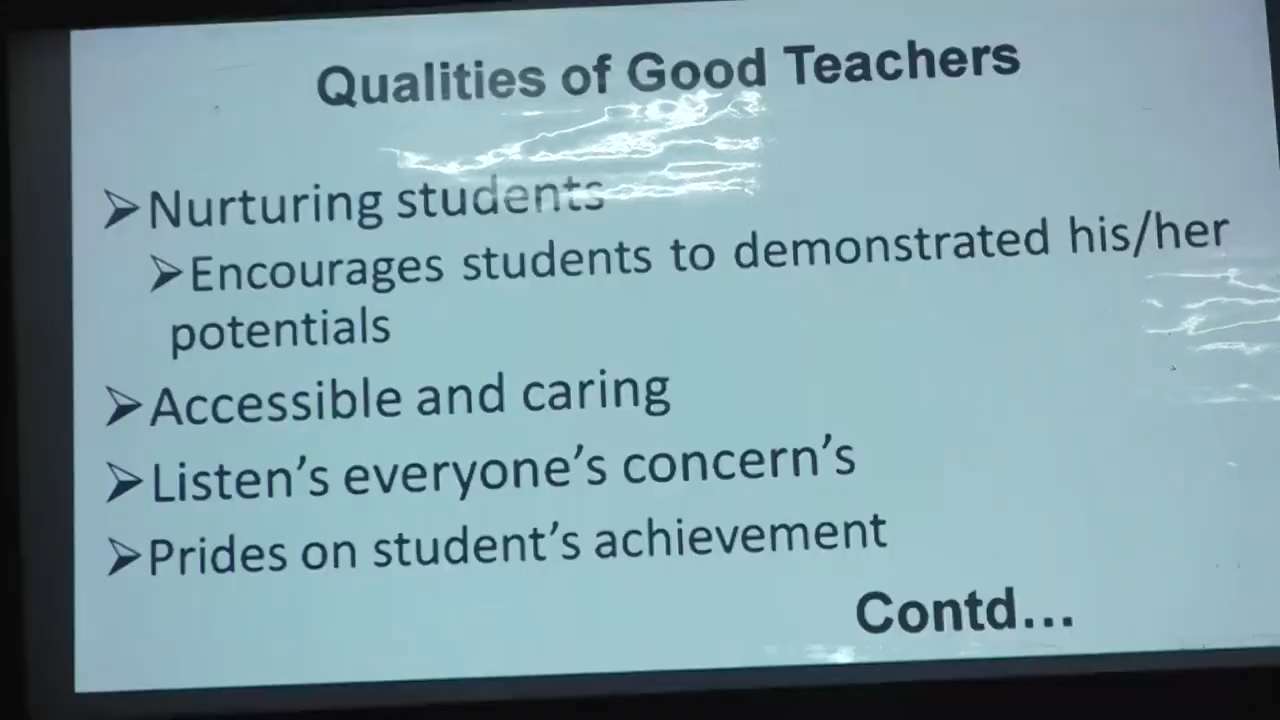 Qualities of Good Teachers
➢Nurturing students
➢Encourages students to demonstrated his/her
potentials
➢Accessible and caring
➢Listen’s everyone’s concern’s
➢Prides on student’s achievement
Contd...